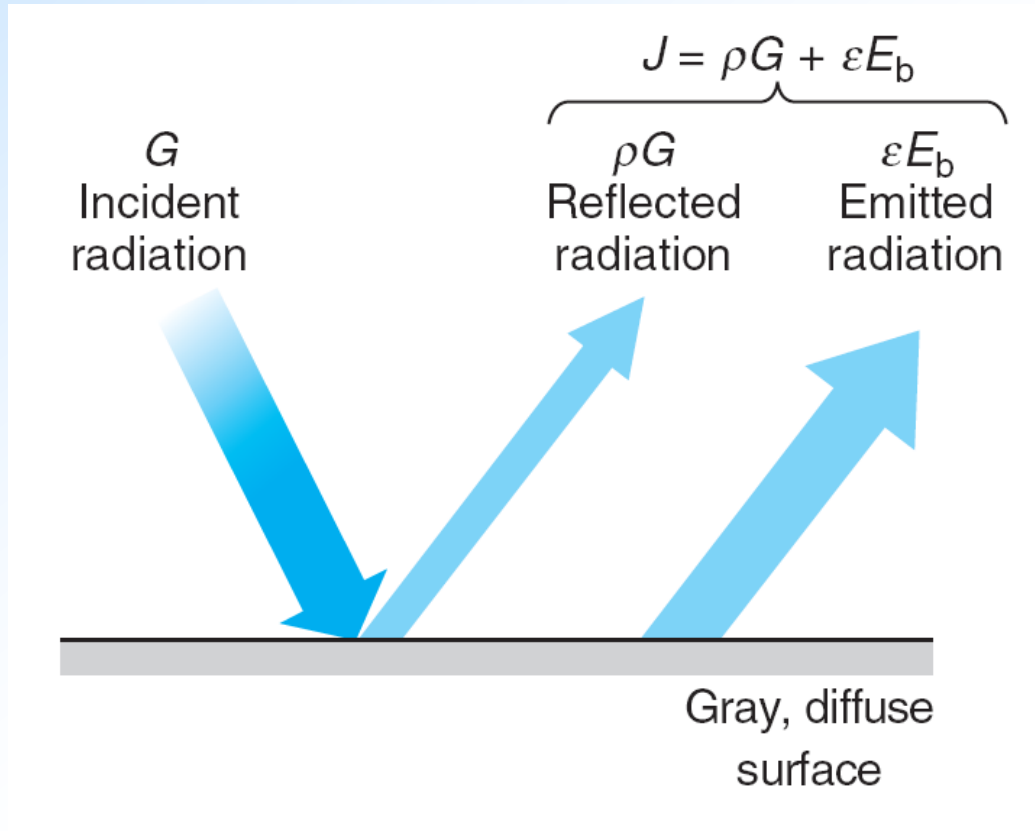 J = ρG + εE_b
G
Incident
radiation
ρG
Reflected
radiation
εE_b
Emitted
radiation
Gray, diffuse
surface